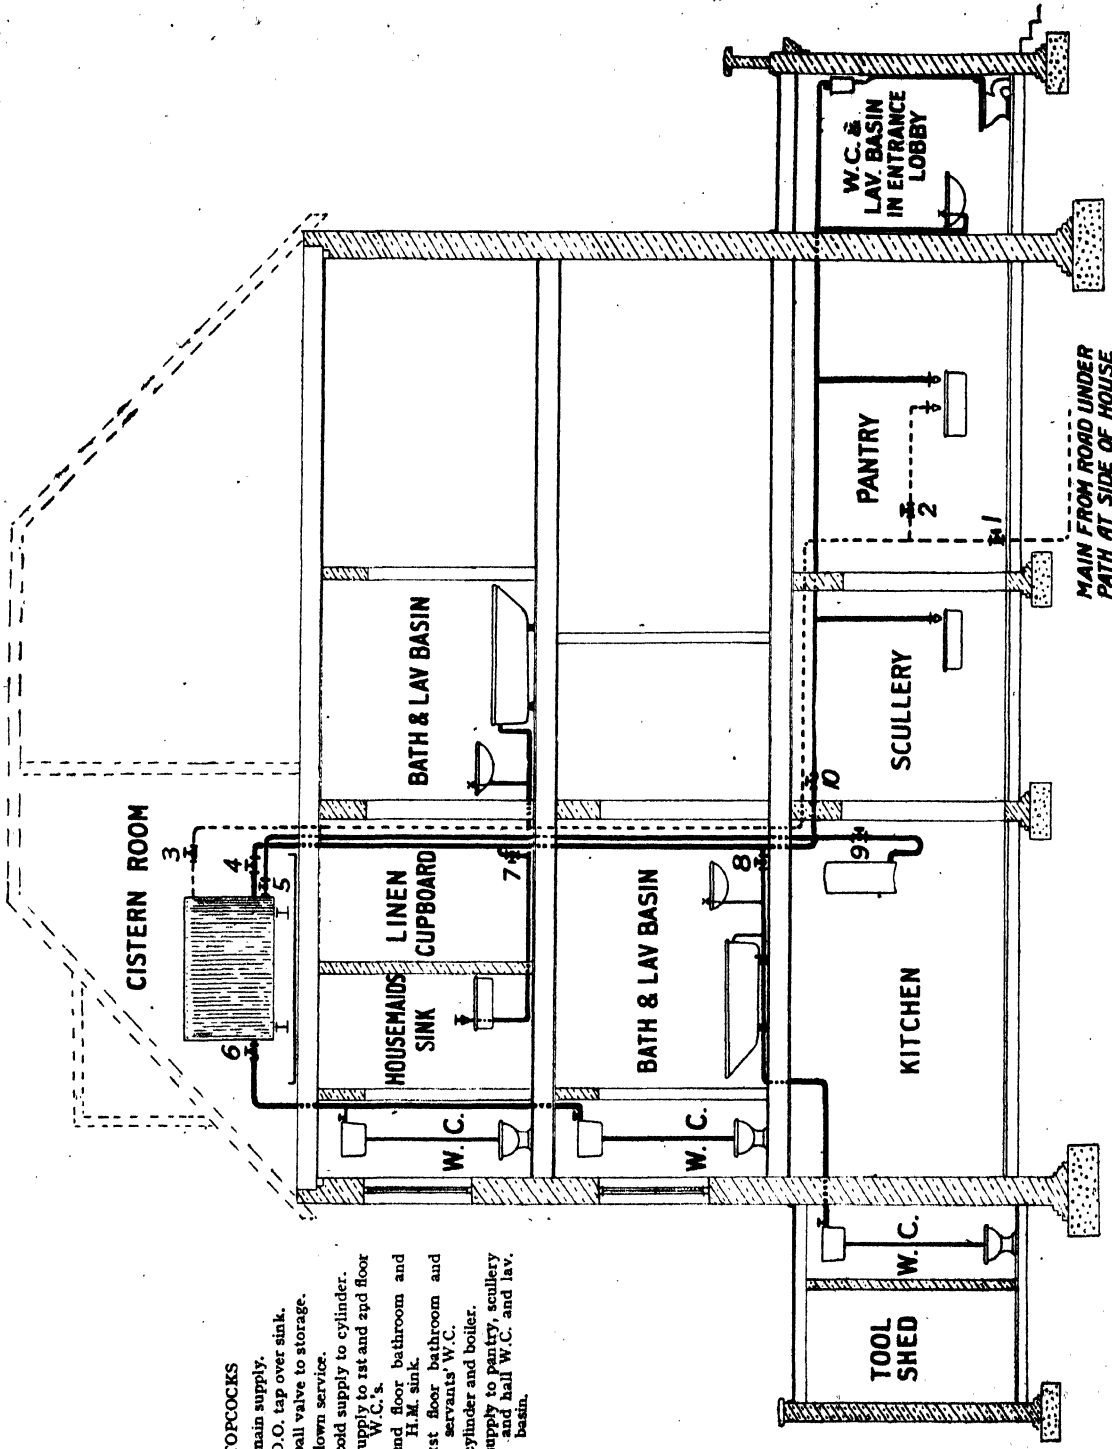 CISTERN ROOM
3
4
5
6
BATH & LAV BASIN
LINEN
CUPBOARD
HOUSEMAIDS
SINK
W. C.
7
BATH & LAV BASIN
W. C.
8
W.C. &
LAV. BASIN
IN ENTRANCE
LOBBY
PANTRY
2
1
SCULLERY
10
9
KITCHEN
W. C.
TOOL
SHED
MAIN FROM ROAD UNDER
PATH AT SIDE OF HOUSE
TOPCOCKS
main supply.
D.O. tap over sink.
ball valve to storage.
down service.
cold supply to cylinder.
supply to 1st and 2nd floor
W.C.'s.
2nd floor bathroom and
H.M. sink.
1st floor bathroom and
servants' W.C.
cylinder and boiler.
supply to pantry, scullery
and hall W.C. and lav.
basin.